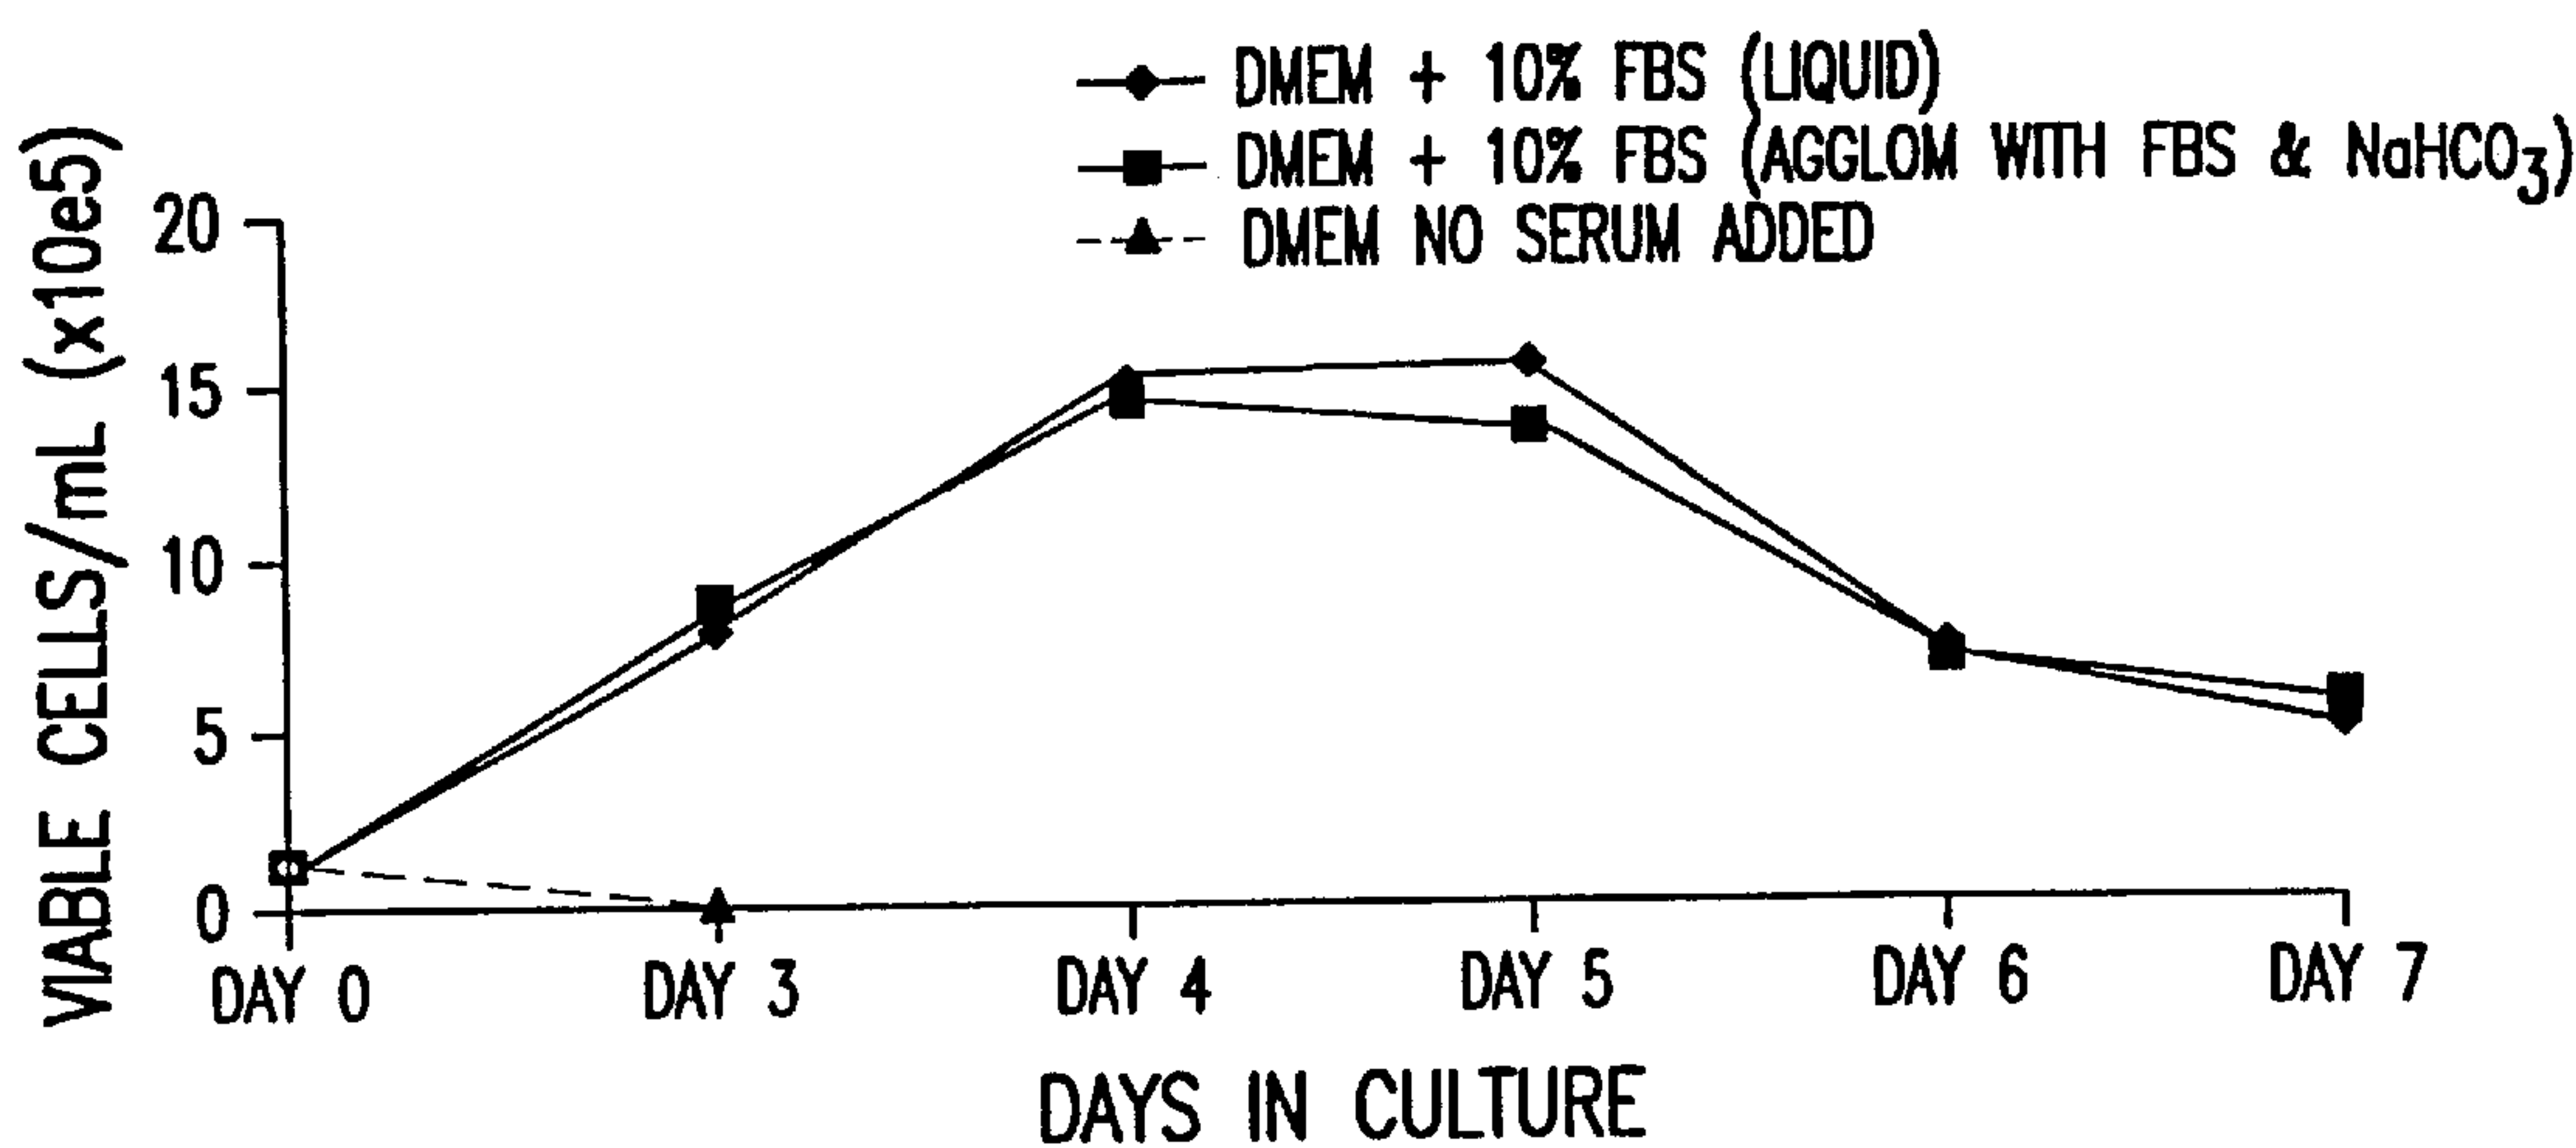 DMEM + 10% FBS (LIQUID)
DMEM + 10% FBS (AGGLOM WITH FBS & NaHCO3)
DMEM NO SERUM ADDED
VIABLE CELLS/mL (x10e5)
20
15
10
5
0
DAY 0 DAY 3 DAY 4 DAY 5 DAY 6 DAY 7
DAYS IN CULTURE